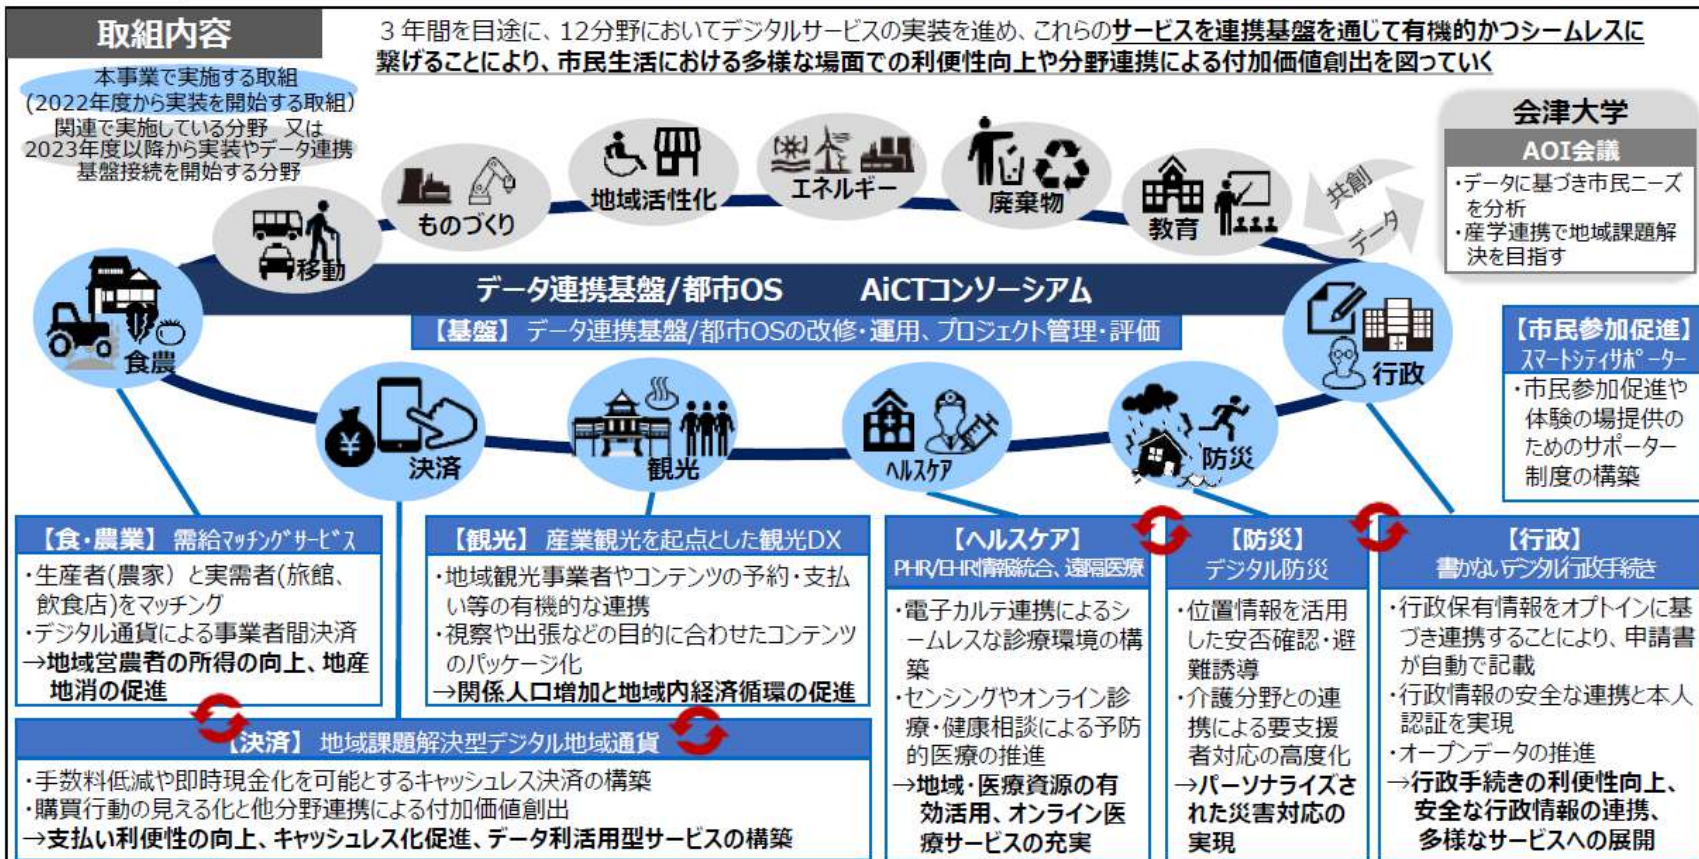 取組内容
3年間を目途に、12分野においてデジタルサービスの実装を進め、これらのサービスを連携基盤を通じて有機的かつシームレスに
繋げることにより、市民生活における多様な場面での利便性向上や分野連携による付加価値創出を図っていく
本事業で実施する取組
(2022年度から実装を開始する取組)
関連で実施している分野 又は
2023年度以降から実装やデータ連携
基盤接続を開始する分野
移動
ものづくり
地域活性化
エネルギー
廃棄物
教育
共創
データ
会津大学
AOI会議
・データに基づき市民ニーズ
を分析
・産学連携で地域課題解
決を目指す
データ連携基盤/都市OS AiCTコンソーシアム
【基盤】データ連携基盤/都市OSの改修・運用、プロジェクト管理・評価
食農
決済
観光
ヘルスケア
防災
行政
【市民参加促進】
スマートシティサポーター
・市民参加促進や
体験の場提供の
ためのサポーター
制度の構築
【食・農業】需給マッチングサービス
・生産者(農家)と実需者(旅館、
飲食店)をマッチング
・デジタル通貨による事業者間決済
→地域営農者の所得の向上、地産
地消の促進
【観光】産業観光を起点とした観光DX
・地域観光事業者やコンテンツの予約・支払
い等の有機的な連携
・視察や出張などの目的に合わせたコンテンツ
のパッケージ化
→関係人口増加と地域内経済循環の促進
【決済】地域課題解決型デジタル地域通貨
・手数料低減や即時現金化を可能とするキャッシュレス決済の構築
・購買行動の見える化と他分野連携による付加価値創出
→支払い利便性の向上、キャッシュレス化促進、データ利活用型サービスの構築
【ヘルスケア】
PHR/EHR情報統合、遠隔医療
・電子カルテ連携によるシ
ームレスな診療環境の構
築
・センシングやオンライン診
療・健康相談による予防
的医療の推進
→地域・医療資源の有
効活用、オンライン医
療サービスの充実
【防災】
デジタル防災
・位置情報を活用
した安否確認・避
難誘導
・介護分野との連
携による要支援
者対応の高度化
→パーソナライズさ
れた災害対応の
実現
【行政】
書かないデジタル行政手続き
・行政保有情報をオプトインに基
づき連携することにより、申請書
が自動で記載
・行政情報の安全な連携と本人
認証を実現
・オープンデータの推進
→行政手続きの利便性向上、
安全な行政情報の連携、
多様なサービスへの展開